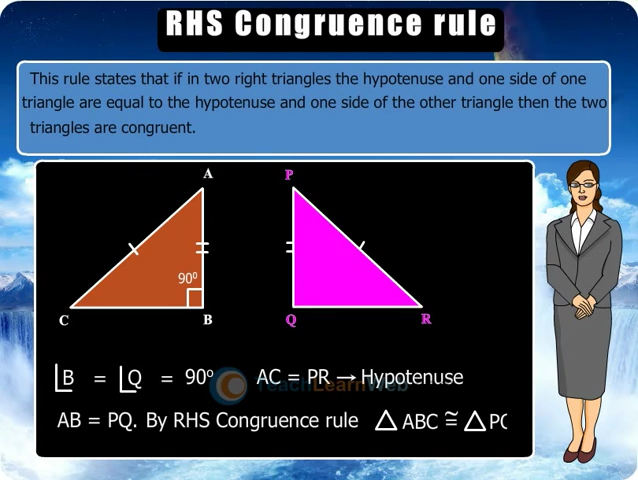 RHS Congruence rule
This rule states that if in two right triangles the hypotenuse and one side of one
triangle are equal to the hypotenuse and one side of the other triangle then the two
triangles are congruent.
A
P
90⁰
C
B
Q
R
∠B = ∠Q = 90⁰ AC = PR → Hypotenuse
TeachLearnWeb
AB = PQ. By RHS Congruence rule △ ABC ≅ △